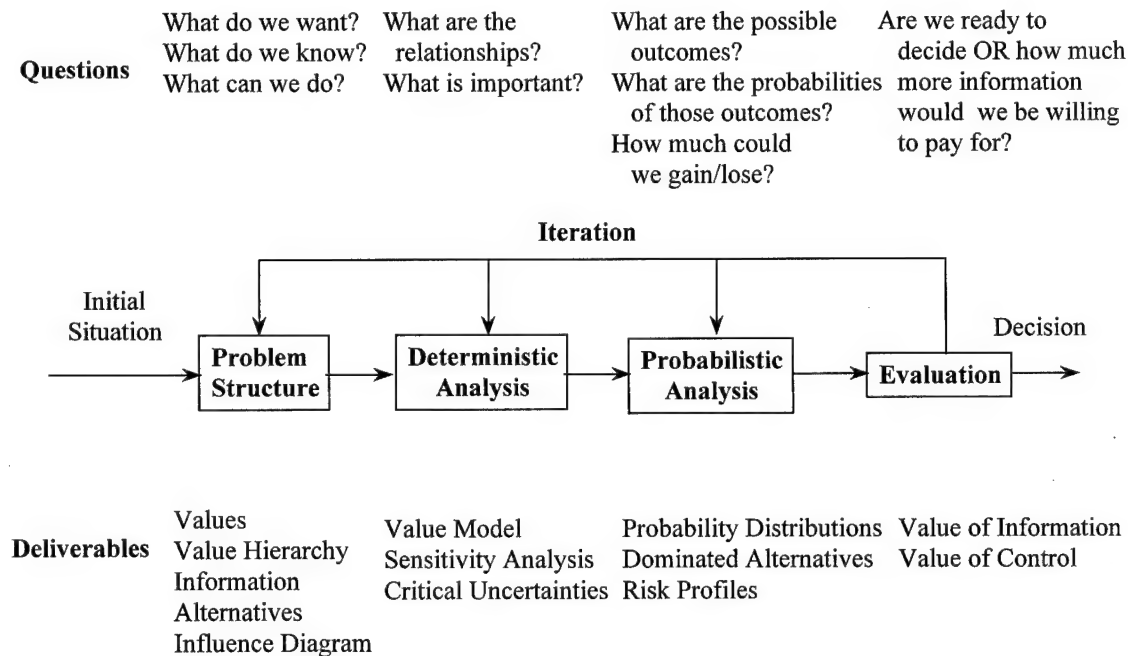 Questions
What do we want?
What do we know?
What can we do?
What are the
relationships?
What is important?
What are the possible
outcomes?
What are the probabilities
of those outcomes?
How much could
we gain/lose?
Are we ready to
decide OR how much
more information
would we be willing
to pay for?
Iteration
Initial
Situation
Problem
Structure
Deterministic
Analysis
Probabilistic
Analysis
Evaluation
Decision
Deliverables
Values
Value Hierarchy
Information
Alternatives
Influence Diagram
Value Model
Sensitivity Analysis
Critical Uncertainties
Probability Distributions
Dominated Alternatives
Risk Profiles
Value of Information
Value of Control